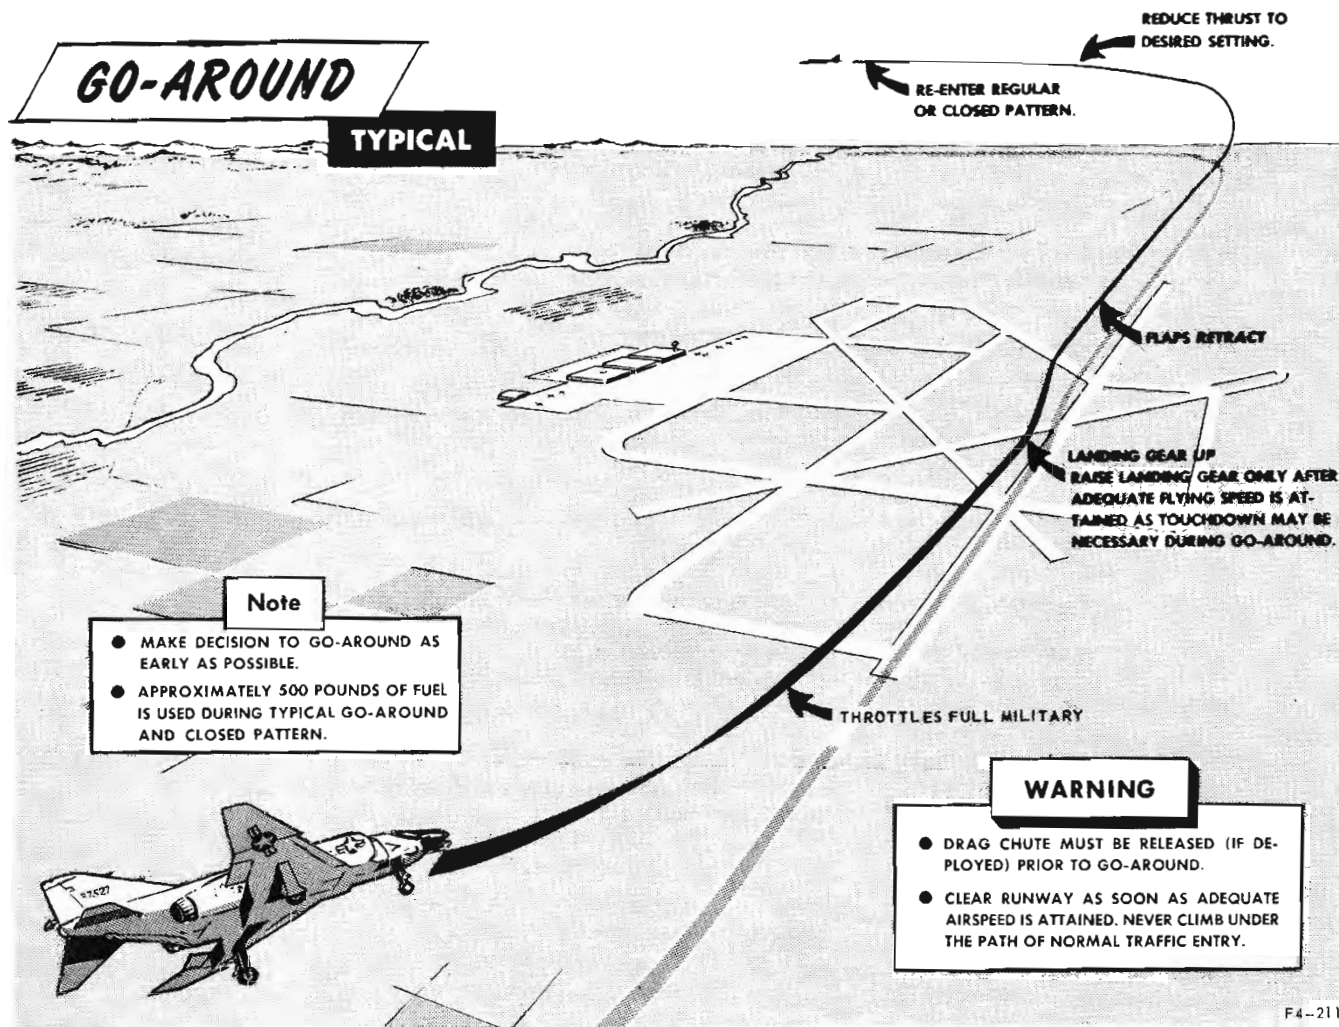 GO-AROUND
TYPICAL
REDUCE THRUST TO
DESIRED SETTING.
RE-ENTER REGULAR
OR CLOSED PATTERN.
FLAPS RETRACT
LANDING GEAR UP
RAISE LANDING GEAR ONLY AFTER
ADEQUATE FLYING SPEED IS AT-
TAINED AS TOUCHDOWN MAY BE
NECESSARY DURING GO-AROUND.
THROTTLES FULL MILITARY
Note
● MAKE DECISION TO GO-AROUND AS
EARLY AS POSSIBLE.
● APPROXIMATELY 500 POUNDS OF FUEL
IS USED DURING TYPICAL GO-AROUND
AND CLOSED PATTERN.
WARNING
● DRAG CHUTE MUST BE RELEASED (IF DE-
PLOYED) PRIOR TO GO-AROUND.
● CLEAR RUNWAY AS SOON AS ADEQUATE
AIRSPEED IS ATTAINED. NEVER CLIMB UNDER
THE PATH OF NORMAL TRAFFIC ENTRY.
F4-211